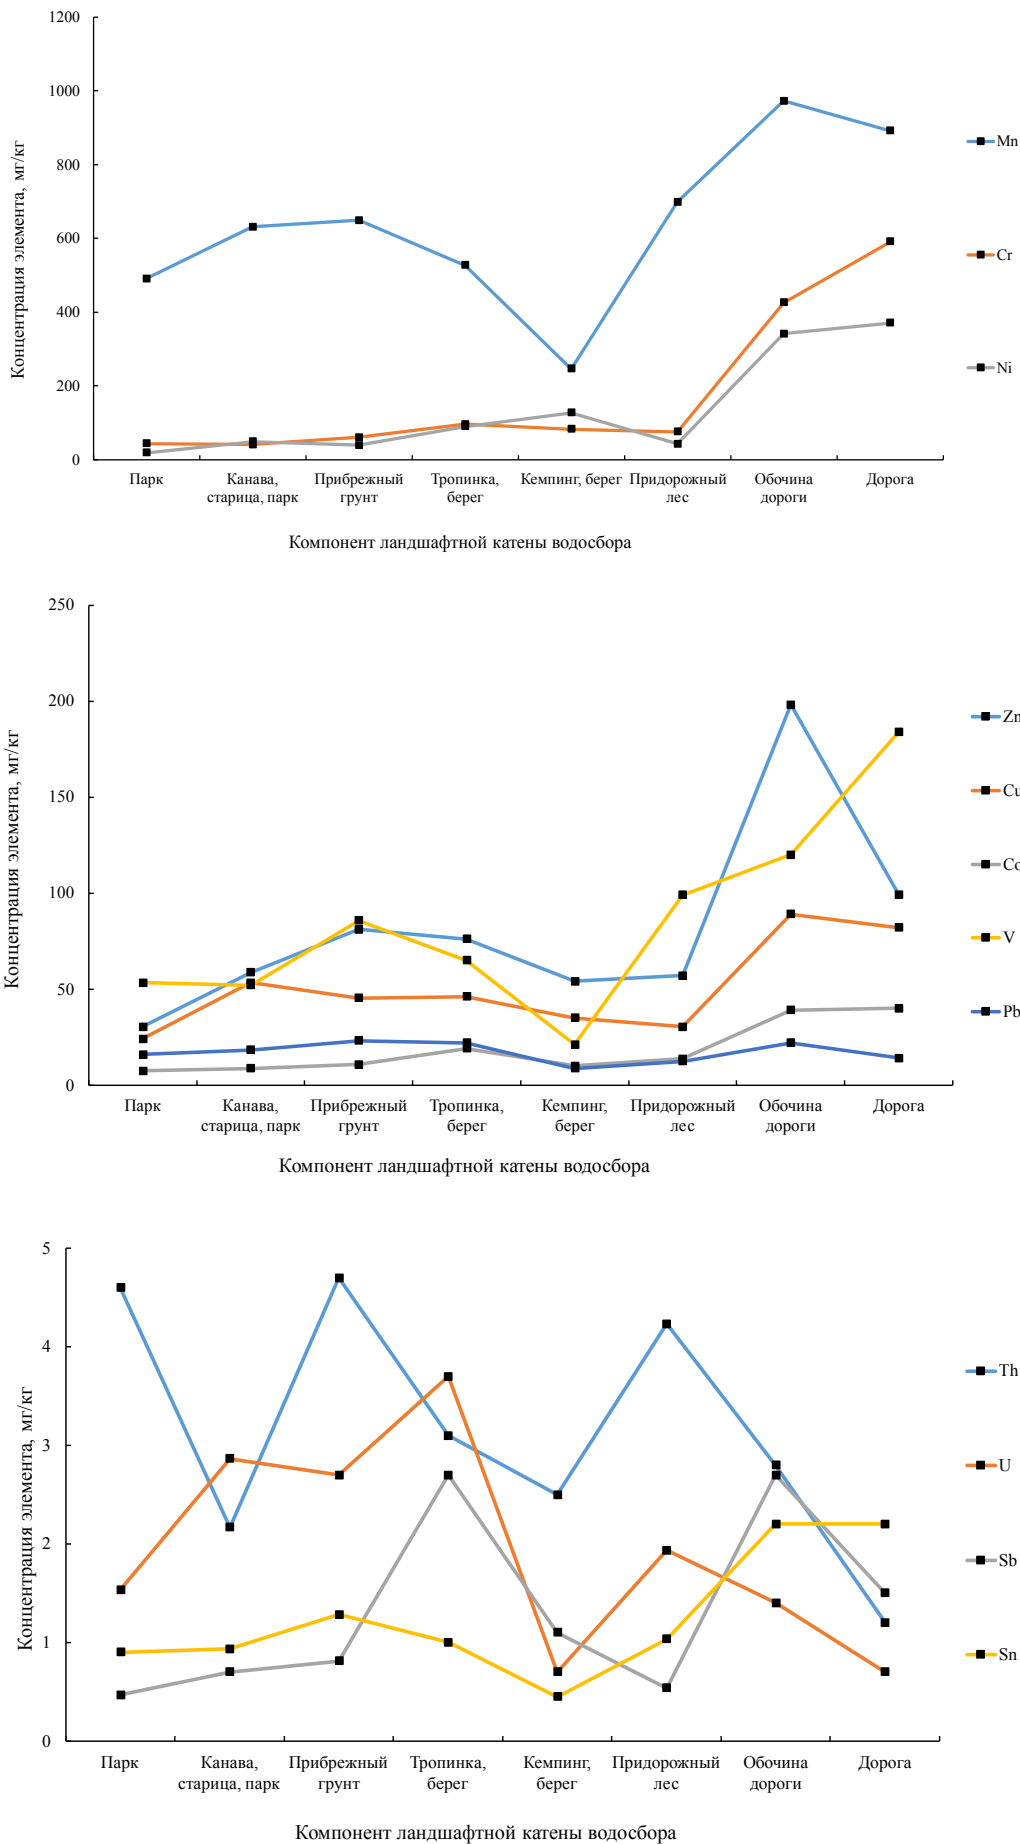 1200
1000
800
600
400
200
0
Концентрация элемента, мг/кг
Парк
Канава,
старица, парк
Прибрежный
грунт
Тропинка,
берег
Кемпинг, берег
Придорожный
лес
Обочина
дороги
Дорога
Компонент ландшафтной катены водосбора
Mn
Cr
Ni
250
200
150
100
50
0
Концентрация элемента, мг/кг
Парк
Канава,
старица, парк
Прибрежный
грунт
Тропинка,
берег
Кемпинг,
берег
Придорожный
лес
Обочина
дороги
Дорога
Компонент ландшафтной катены водосбора
Zn
Cu
Co
V
Pb
5
4
3
2
1
0
Концентрация элемента, мг/кг
Парк
Канава,
старица, парк
Прибрежный
грунт
Тропинка,
берег
Кемпинг,
берег
Придорожный
лес
Обочина
дороги
Дорога
Компонент ландшафтной катены водосбора
Th
U
Sb
Sn